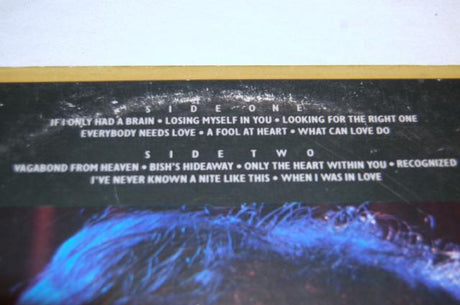 SIDE ONE
IF I ONLY HAD A BRAIN • LOSING MYSELF IN YOU • LOOKING FOR THE RIGHT ONE
EVERYBODY NEEDS LOVE • A FOOL AT HEART • WHAT CAN LOVE DO
SIDE TWO
VAGABOND FROM HEAVEN • BISH'S HIDEAWAY • ONLY THE HEART WITHIN YOU • RECOGNIZED
I'VE NEVER KNOWN A NITE LIKE THIS • WHEN I WAS IN LOVE